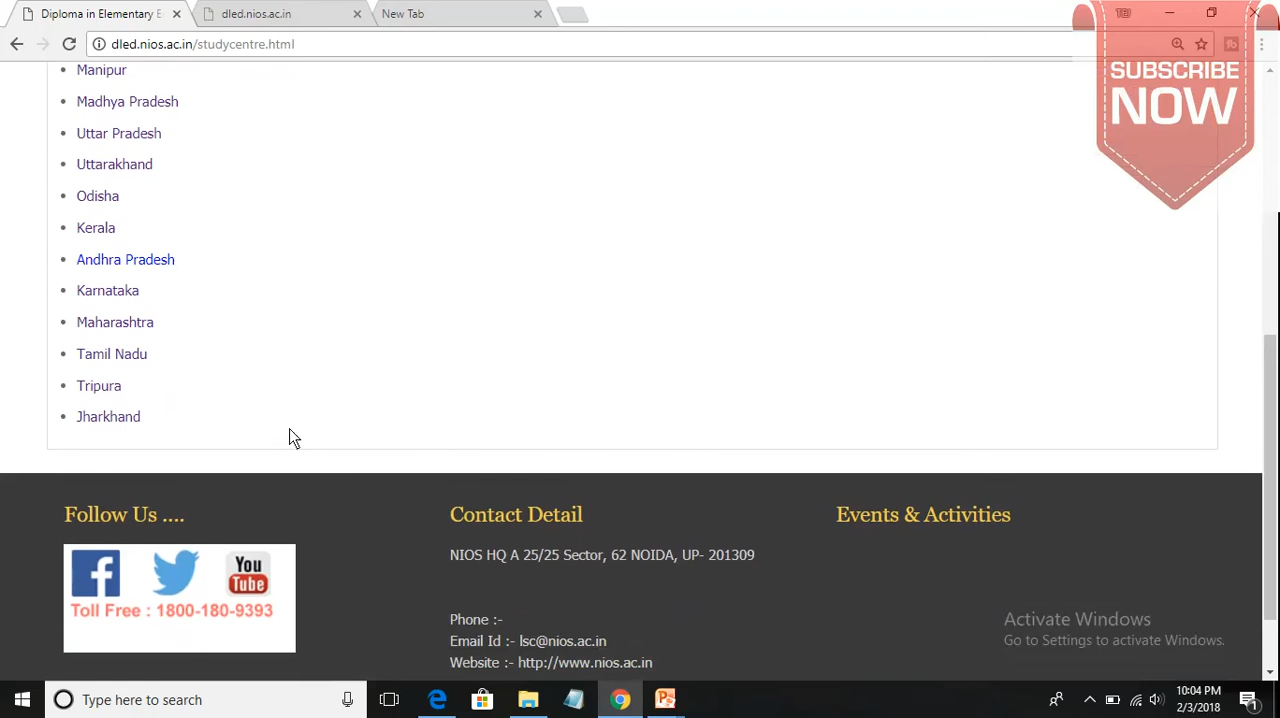 Diploma in Elementary E
dled.nios.ac.in
New Tab
dled.nios.ac.in/studycentre.html
SUBSCRIBE
NOW
Manipur
Madhya Pradesh
Uttar Pradesh
Uttarakhand
Odisha
Kerala
Andhra Pradesh
Karnataka
Maharashtra
Tamil Nadu
Tripura
Jharkhand
Follow Us ....
You
Tube
Toll Free : 1800-180-9393
Contact Detail
NIOS HQ A 25/25 Sector, 62 NOIDA, UP- 201309
Phone :-
Email Id :- lsc@nios.ac.in
Website :- http://www.nios.ac.in
Events & Activities
Activate Windows
Go to Settings to activate Windows.
Type here to search
10:04 PM
2/3/2018
1